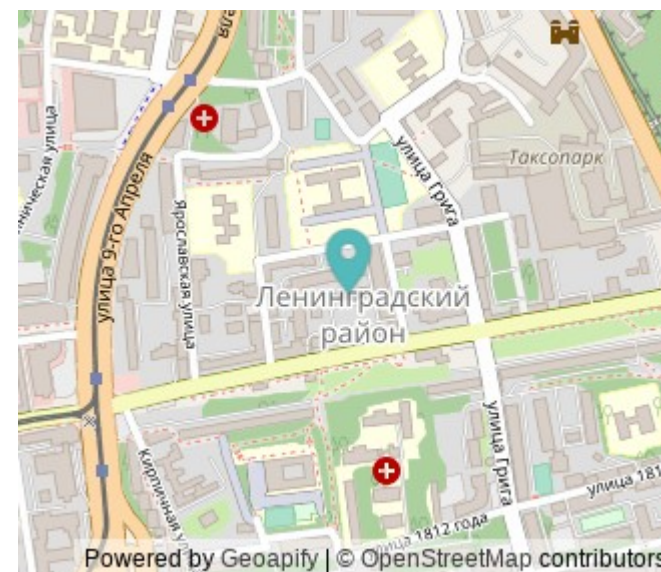 улица 9-го Апреля
Ярославская улица
улица Грига
Таксопарк
Ленинградский
район
улица Грига
Кирпичная
1812 года
улица
Powered by Geoapify | © OpenStreetMap contributors